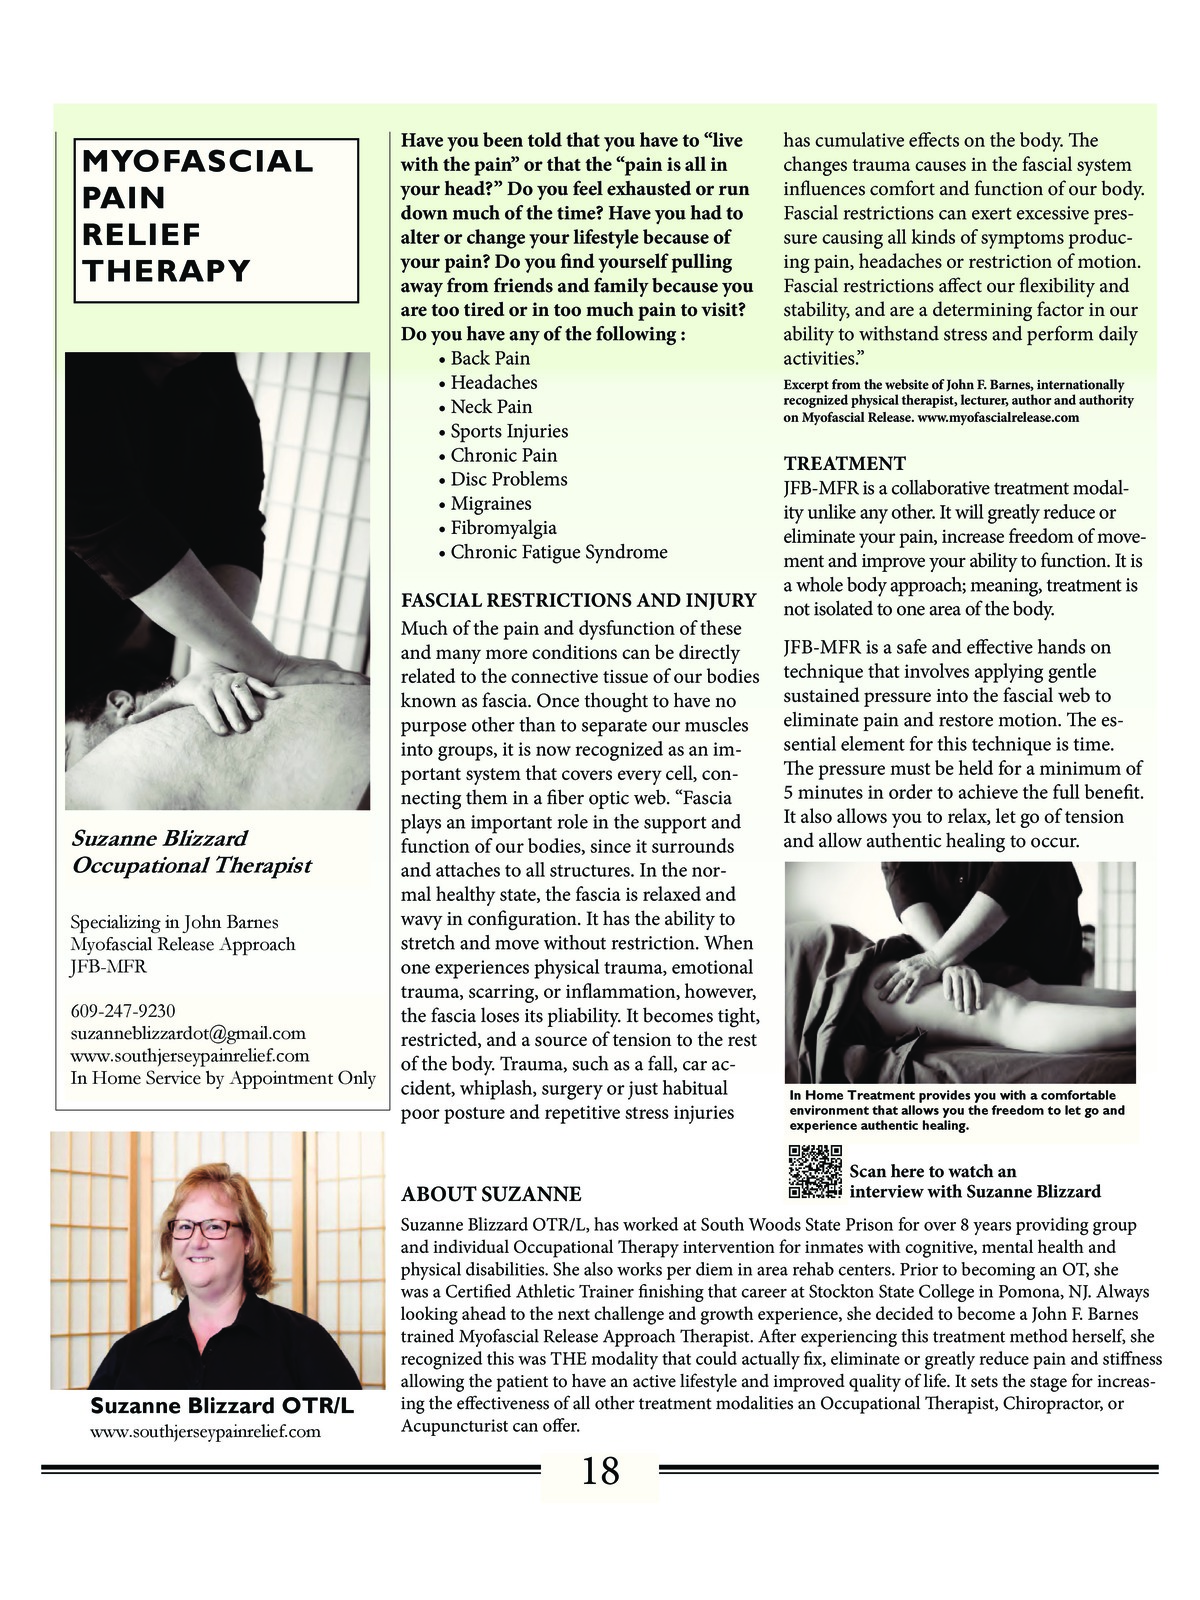 MYOFASCIAL
PAIN
RELIEF
THERAPY
Suzanne Blizzard
Occupational Therapist
Specializing in John Barnes
Myofascial Release Approach
JFB-MFR
609-247-9230
suzanneblizzardot@gmail.com
www.southjerseypainrelief.com
In Home Service by Appointment Only
Suzanne Blizzard OTR/L
www.southjerseypainrelief.com
Have you been told that you have to “live
with the pain” or that the “pain is all in
your head?” Do you feel exhausted or run
down much of the time? Have you had to
alter or change your lifestyle because of
your pain? Do you find yourself pulling
away from friends and family because you
are too tired or in too much pain to visit?
Do you have any of the following :
• Back Pain
• Headaches
• Neck Pain
• Sports Injuries
• Chronic Pain
• Disc Problems
• Migraines
• Fibromyalgia
• Chronic Fatigue Syndrome
FASCIAL RESTRICTIONS AND INJURY
Much of the pain and dysfunction of these
and many more conditions can be directly
related to the connective tissue of our bodies
known as fascia. Once thought to have no
purpose other than to separate our muscles
into groups, it is now recognized as an im-
portant system that covers every cell, con-
necting them in a fiber optic web. “Fascia
plays an important role in the support and
function of our bodies, since it surrounds
and attaches to all structures. In the nor-
mal healthy state, the fascia is relaxed and
wavy in configuration. It has the ability to
stretch and move without restriction. When
one experiences physical trauma, emotional
trauma, scarring, or inflammation, however,
the fascia loses its pliability. It becomes tight,
restricted, and a source of tension to the rest
of the body. Trauma, such as a fall, car ac-
cident, whiplash, surgery or just habitual
poor posture and repetitive stress injuries
has cumulative effects on the body. The
changes trauma causes in the fascial system
influences comfort and function of our body.
Fascial restrictions can exert excessive pres-
sure causing all kinds of symptoms produc-
ing pain, headaches or restriction of motion.
Fascial restrictions affect our flexibility and
stability, and are a determining factor in our
ability to withstand stress and perform daily
activities.”
Excerpt from the website of John F. Barnes, internationally
recognized physical therapist, lecturer, author and authority
on Myofascial Release. www.myofascialrelease.com
TREATMENT
JFB-MFR is a collaborative treatment modal-
ity unlike any other. It will greatly reduce or
eliminate your pain, increase freedom of move-
ment and improve your ability to function. It is
a whole body approach; meaning, treatment is
not isolated to one area of the body.
JFB-MFR is a safe and effective hands on
technique that involves applying gentle
sustained pressure into the fascial web to
eliminate pain and restore motion. The es-
sential element for this technique is time.
The pressure must be held for a minimum of
5 minutes in order to achieve the full benefit.
It also allows you to relax, let go of tension
and allow authentic healing to occur.
In Home Treatment provides you with a comfortable
environment that allows you the freedom to let go and
experience authentic healing.
Scan here to watch an
interview with Suzanne Blizzard
ABOUT SUZANNE
Suzanne Blizzard OTR/L, has worked at South Woods State Prison for over 8 years providing group
and individual Occupational Therapy intervention for inmates with cognitive, mental health and
physical disabilities. She also works per diem in area rehab centers. Prior to becoming an OT, she
was a Certified Athletic Trainer finishing that career at Stockton State College in Pomona, NJ. Always
looking ahead to the next challenge and growth experience, she decided to become a John F. Barnes
trained Myofascial Release Approach Therapist. After experiencing this treatment method herself, she
recognized this was THE modality that could actually fix, eliminate or greatly reduce pain and stiffness
allowing the patient to have an active lifestyle and improved quality of life. It sets the stage for increas-
ing the effectiveness of all other treatment modalities an Occupational Therapist, Chiropractor, or
Acupuncturist can offer.
18